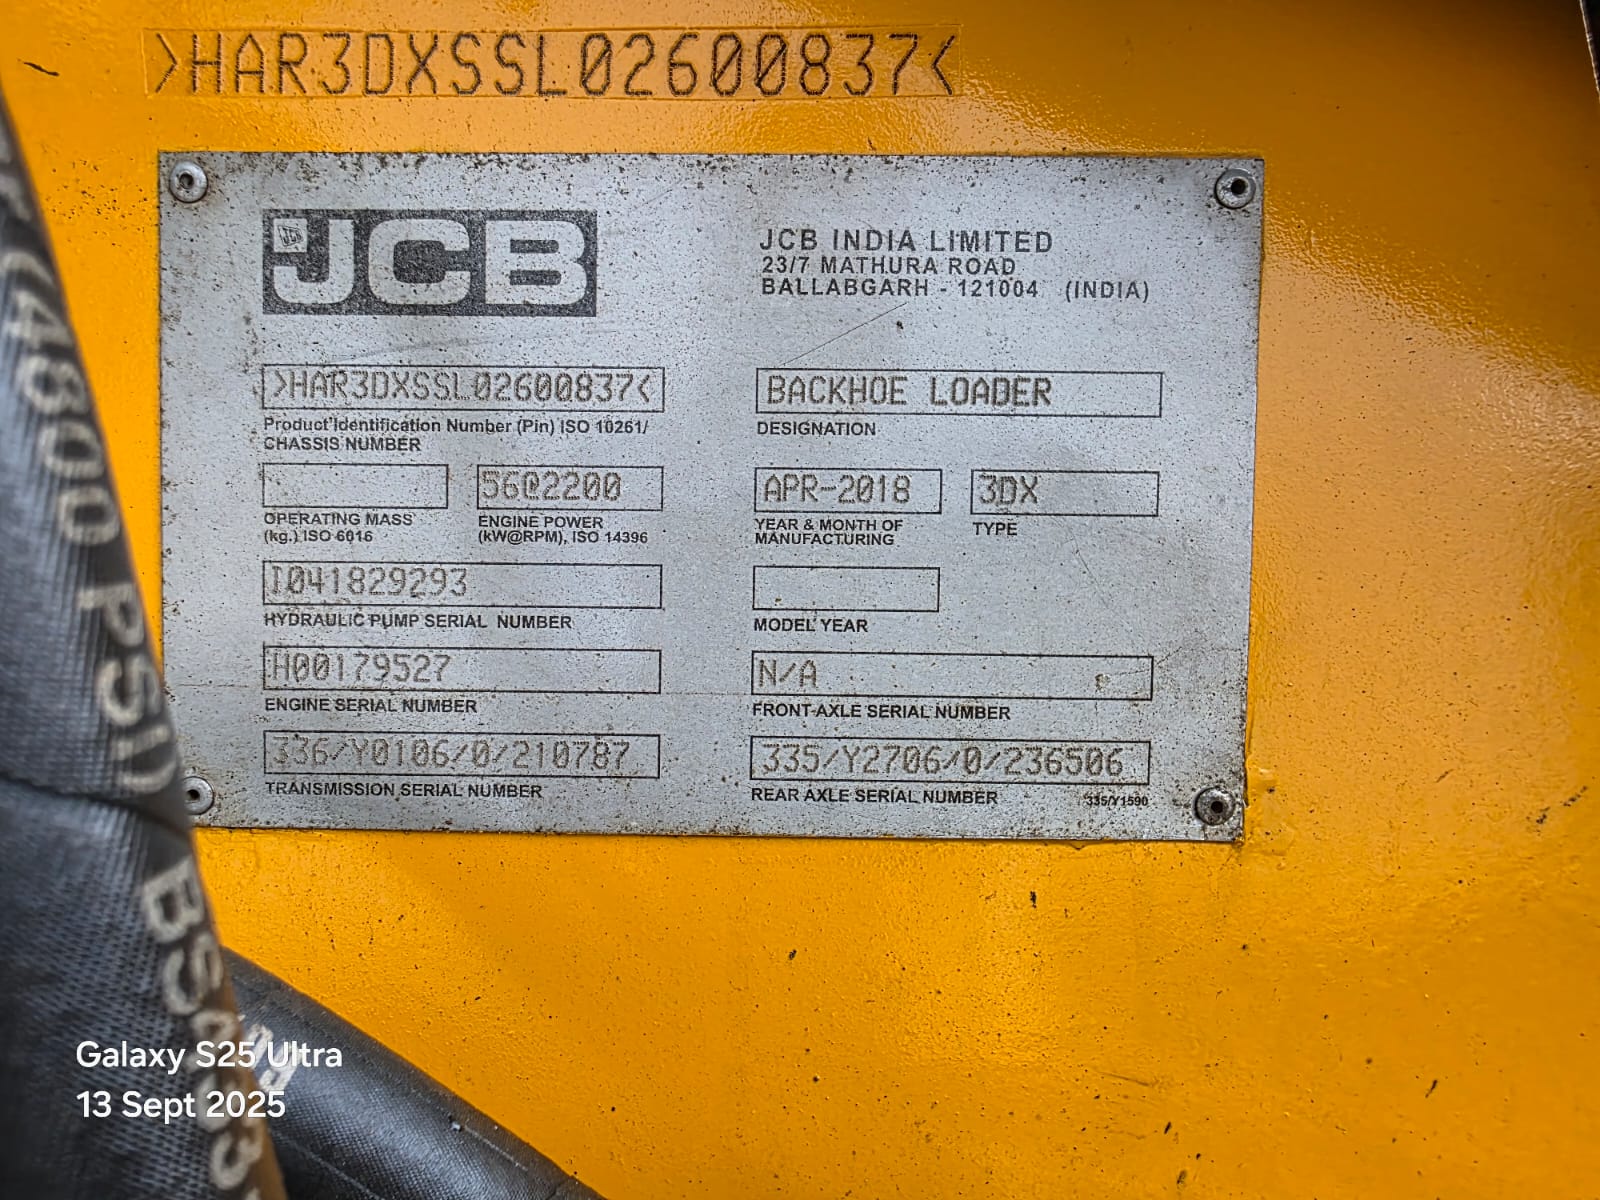 >HAR3DXSSL02600837<
JCB
JCB INDIA LIMITED
23/7 MATHURA ROAD
BALLABGARH - 121004 (INDIA)
>HAR3DXSSL02600837<
Product Identification Number (Pin) ISO 10261/
CHASSIS NUMBER
BACKHOE LOADER
DESIGNATION
OPERATING MASS
(kg.) ISO 6016
56@2200
ENGINE POWER
(kW@RPM), ISO 14396
APR-2018
YEAR & MONTH OF
MANUFACTURING
3DX
TYPE
I041829293
HYDRAULIC PUMP SERIAL NUMBER
MODEL YEAR
H00179527
ENGINE SERIAL NUMBER
N/A
FRONT AXLE SERIAL NUMBER
336/Y0106/0/210787
TRANSMISSION SERIAL NUMBER
335/Y2706/0/236506
REAR AXLE SERIAL NUMBER
335/Y1590
4800 PSI
Galaxy S25 Ultra
13 Sept 2025